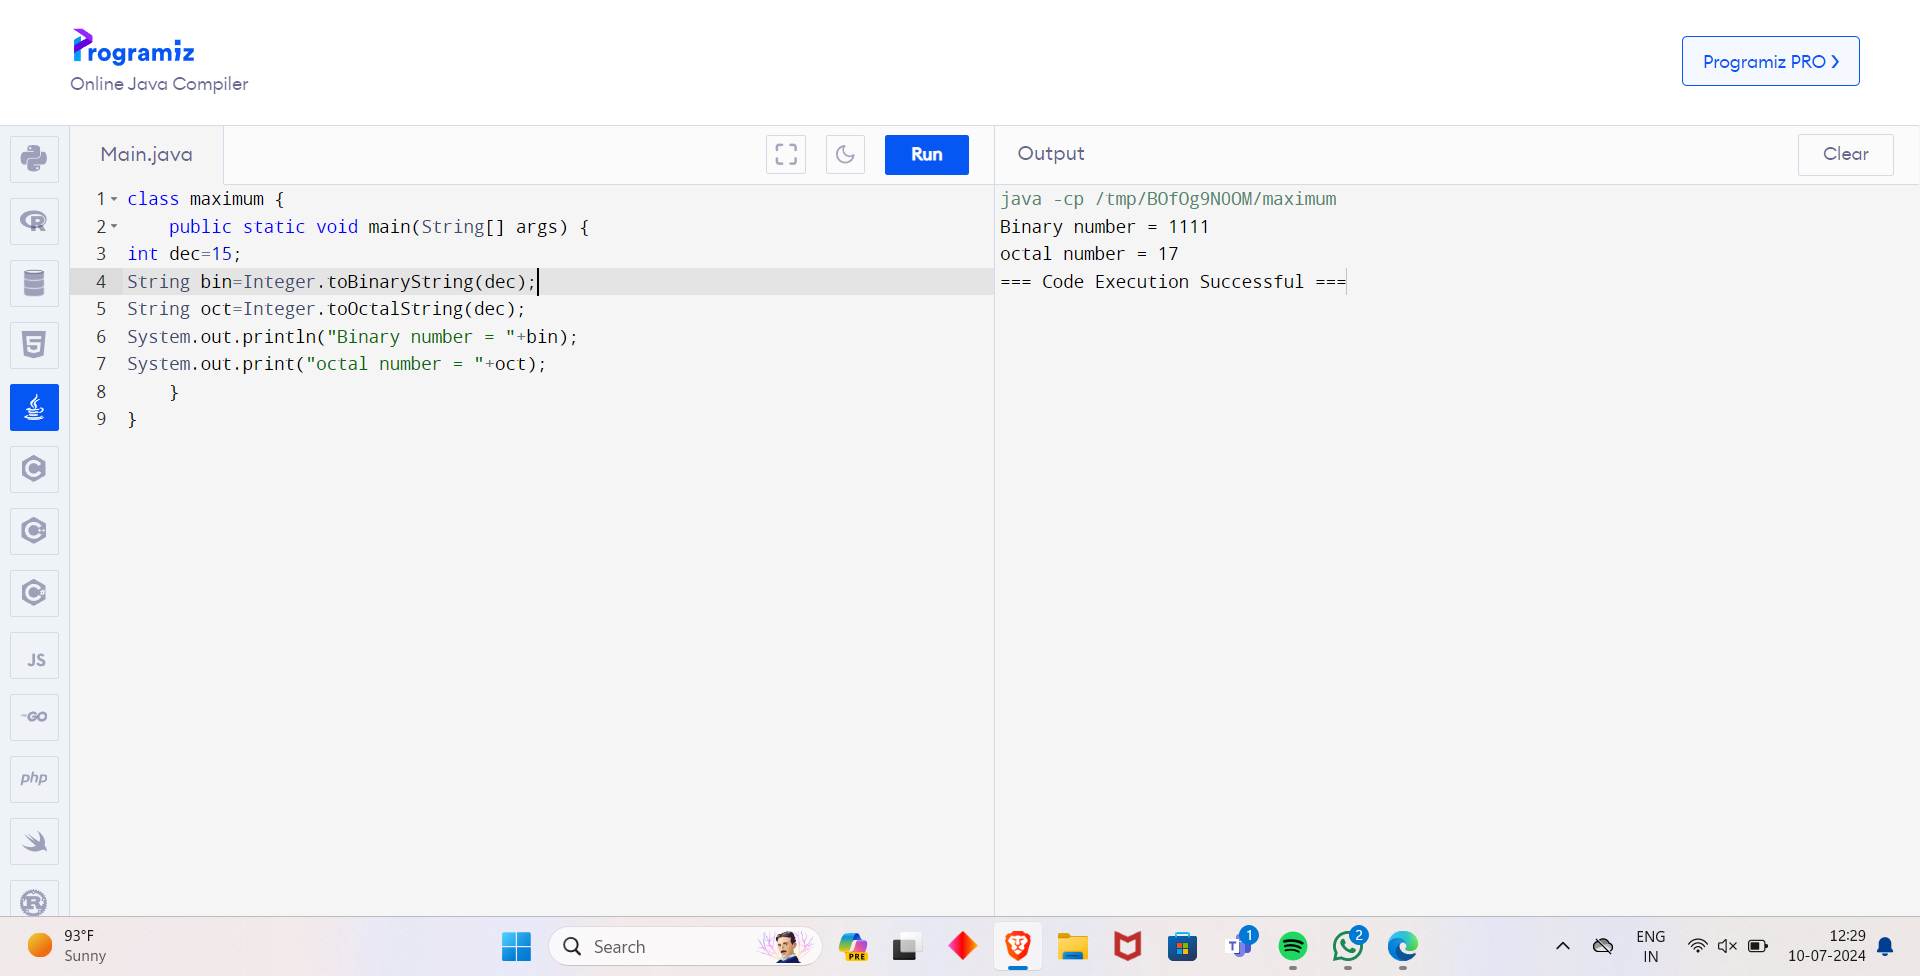 Programiz
Online Java Compiler
Programiz PRO >
Main.java
Run
Output
Clear
1 class maximum {
2     public static void main(String[] args) {
3 int dec=15;
4 String bin=Integer.toBinaryString(dec);
5 String oct=Integer.toOctalString(dec);
6 System.out.println("Binary number = "+bin);
7 System.out.print("octal number = "+oct);
8     }
9 }
java -cp /tmp/BOfOg9N0OM/maximum
Binary number = 1111
octal number = 17
=== Code Execution Successful ===
JS
GO
php
93°F
Sunny
Search
PRE
1
2
ENG
IN
12:29
10-07-2024